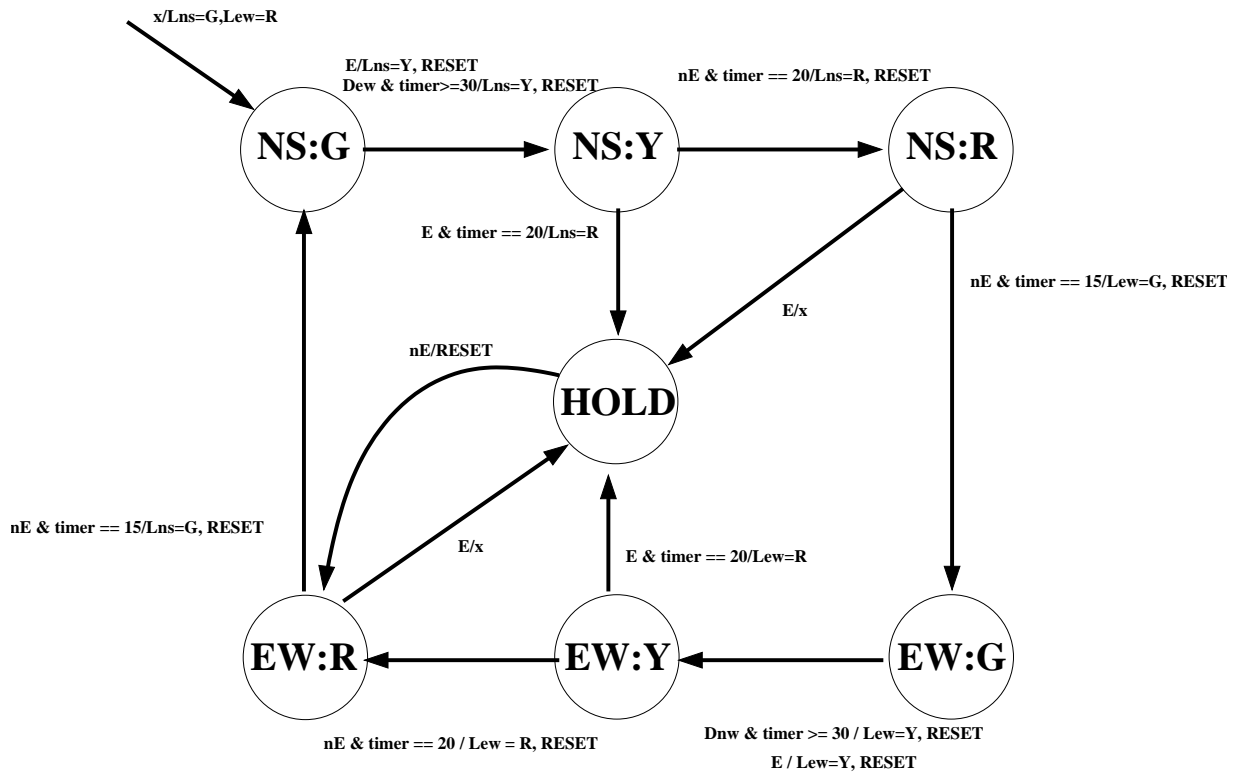 x/Lns=G,Lew=R
E/Lns=Y, RESET
Dew & timer>=30/Lns=Y, RESET
nE & timer == 20/Lns=R, RESET
NS:G
NS:Y
NS:R
E & timer == 20/Lns=R
nE & timer == 15/Lew=G, RESET
E/x
nE/RESET
HOLD
nE & timer == 15/Lns=G, RESET
E/x
E & timer == 20/Lew=R
EW:R
EW:Y
EW:G
nE & timer == 20 / Lew = R, RESET
Dnw & timer >= 30 / Lew=Y, RESET
E / Lew=Y, RESET